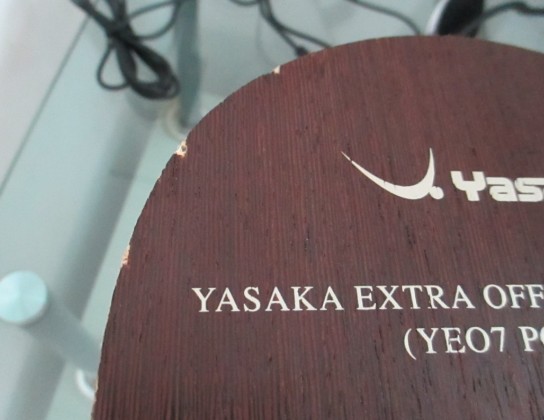 Yas
YASAKA EXTRA OFF
(YEO7 P